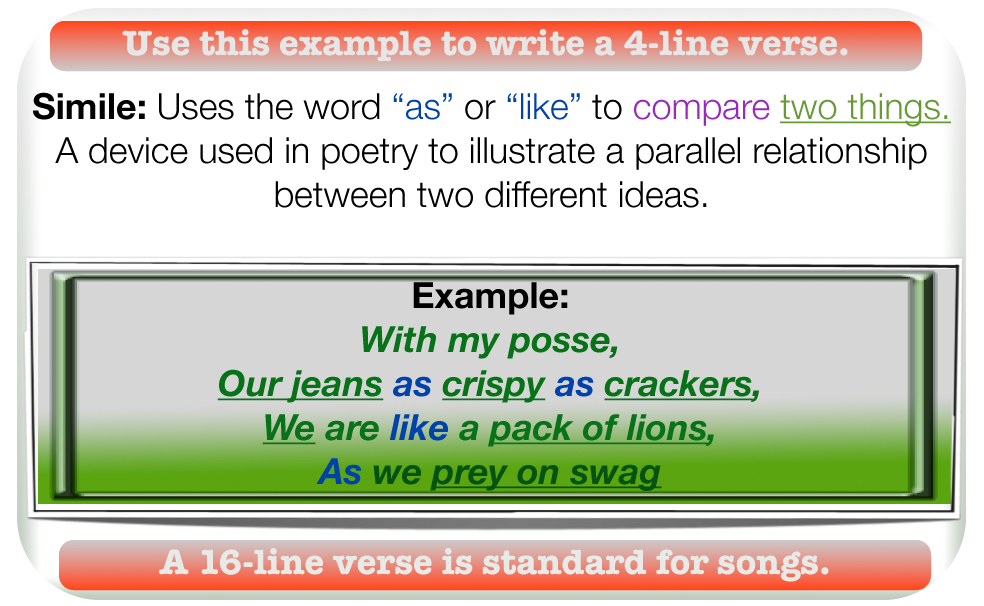 Use this example to write a 4-line verse.
Simile: Uses the word “as” or “like” to compare two things.
A device used in poetry to illustrate a parallel relationship
between two different ideas.
Example:
With my posse,
Our jeans as crispy as crackers,
We are like a pack of lions,
As we prey on swag
A 16-line verse is standard for songs.